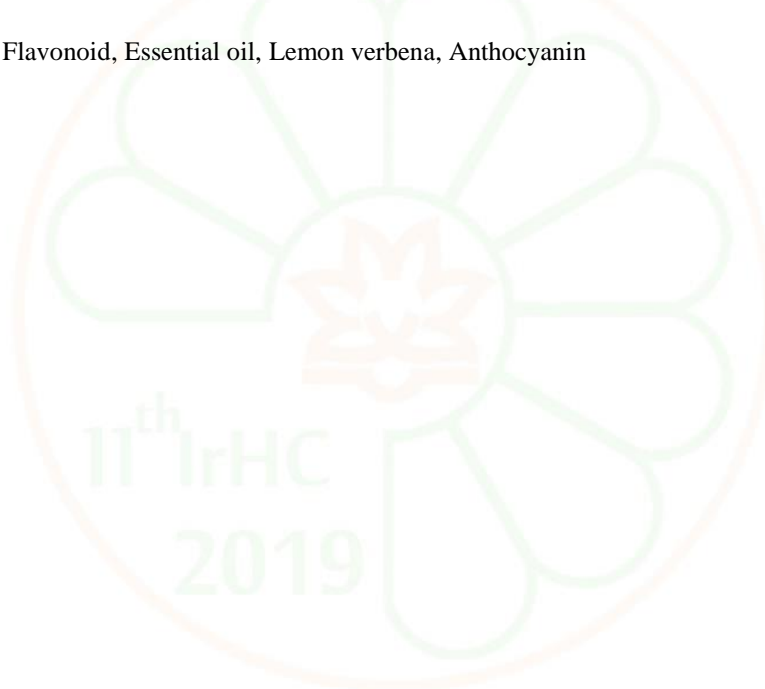 Flavonoid, Essential oil, Lemon verbena, Anthocyanin
11th IrHC
2019